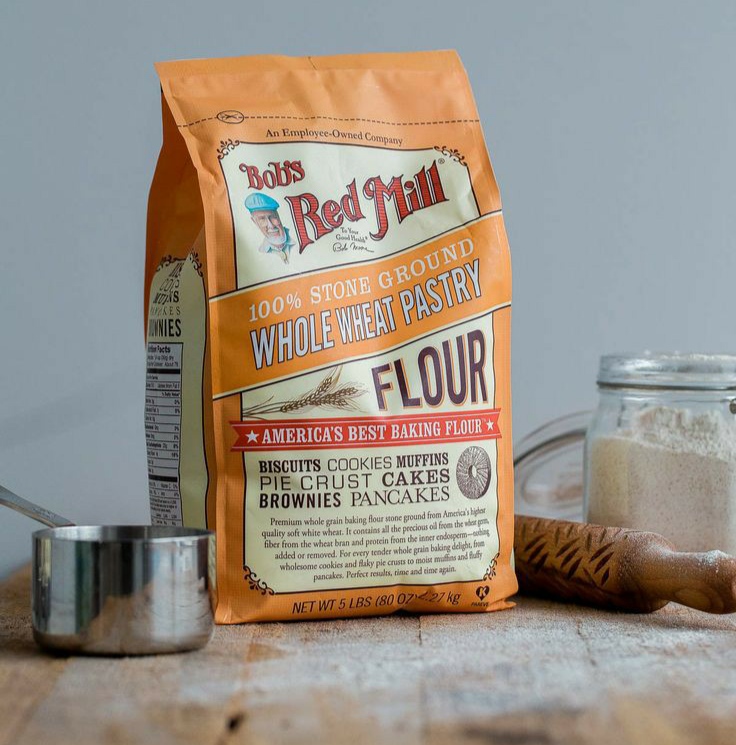 An Employee-Owned Company
Bob's
Red Mill®
To Your
Good Health®
Bob Moore
100% STONE GROUND
WHOLE WHEAT PASTRY
FLOUR
★ AMERICA'S BEST BAKING FLOUR™ ★
BISCUITS COOKIES MUFFINS
PIE CRUST CAKES
BROWNIES PANCAKES
Premium whole grain baking flour stone ground from America's highest
quality soft white wheat. It contains all the precious oil from the wheat germ,
fiber from the wheat bran and protein from the inner endosperm—nothing
added or removed. For every tender whole grain baking delight, from
wholesome cookies and flaky pie crusts to moist muffins and fluffy
pancakes. Perfect results, time and time again.
NET WT 5 LBS (80 OZ) 2.27 kg
K
PAREVE